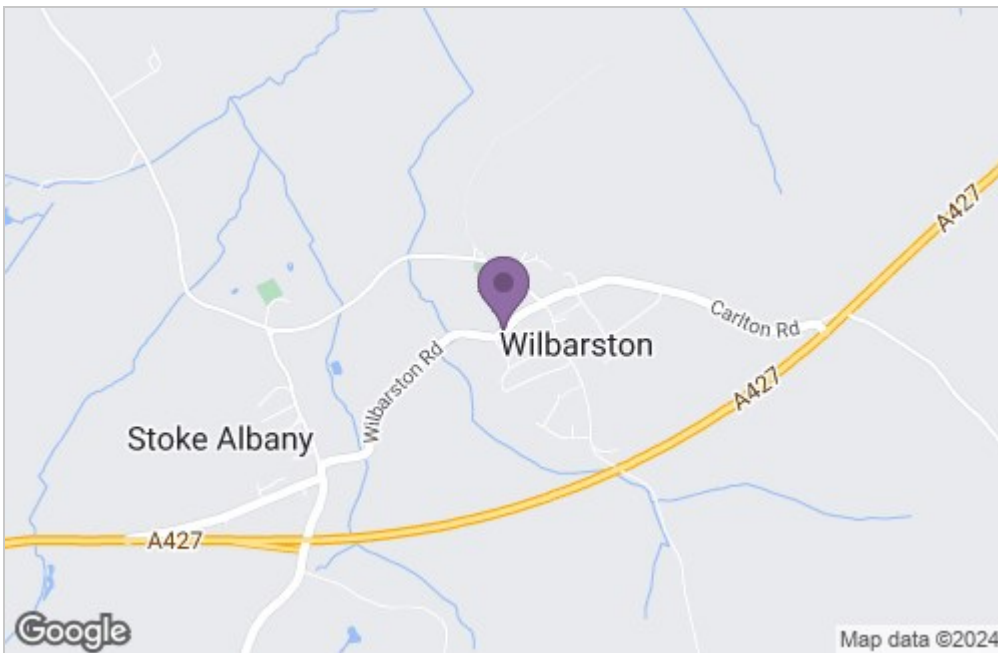 A427
Carlton Rd
Wilbarston
Wilbarston Rd
A427
Stoke Albany
A427
Google
Map data ©2024